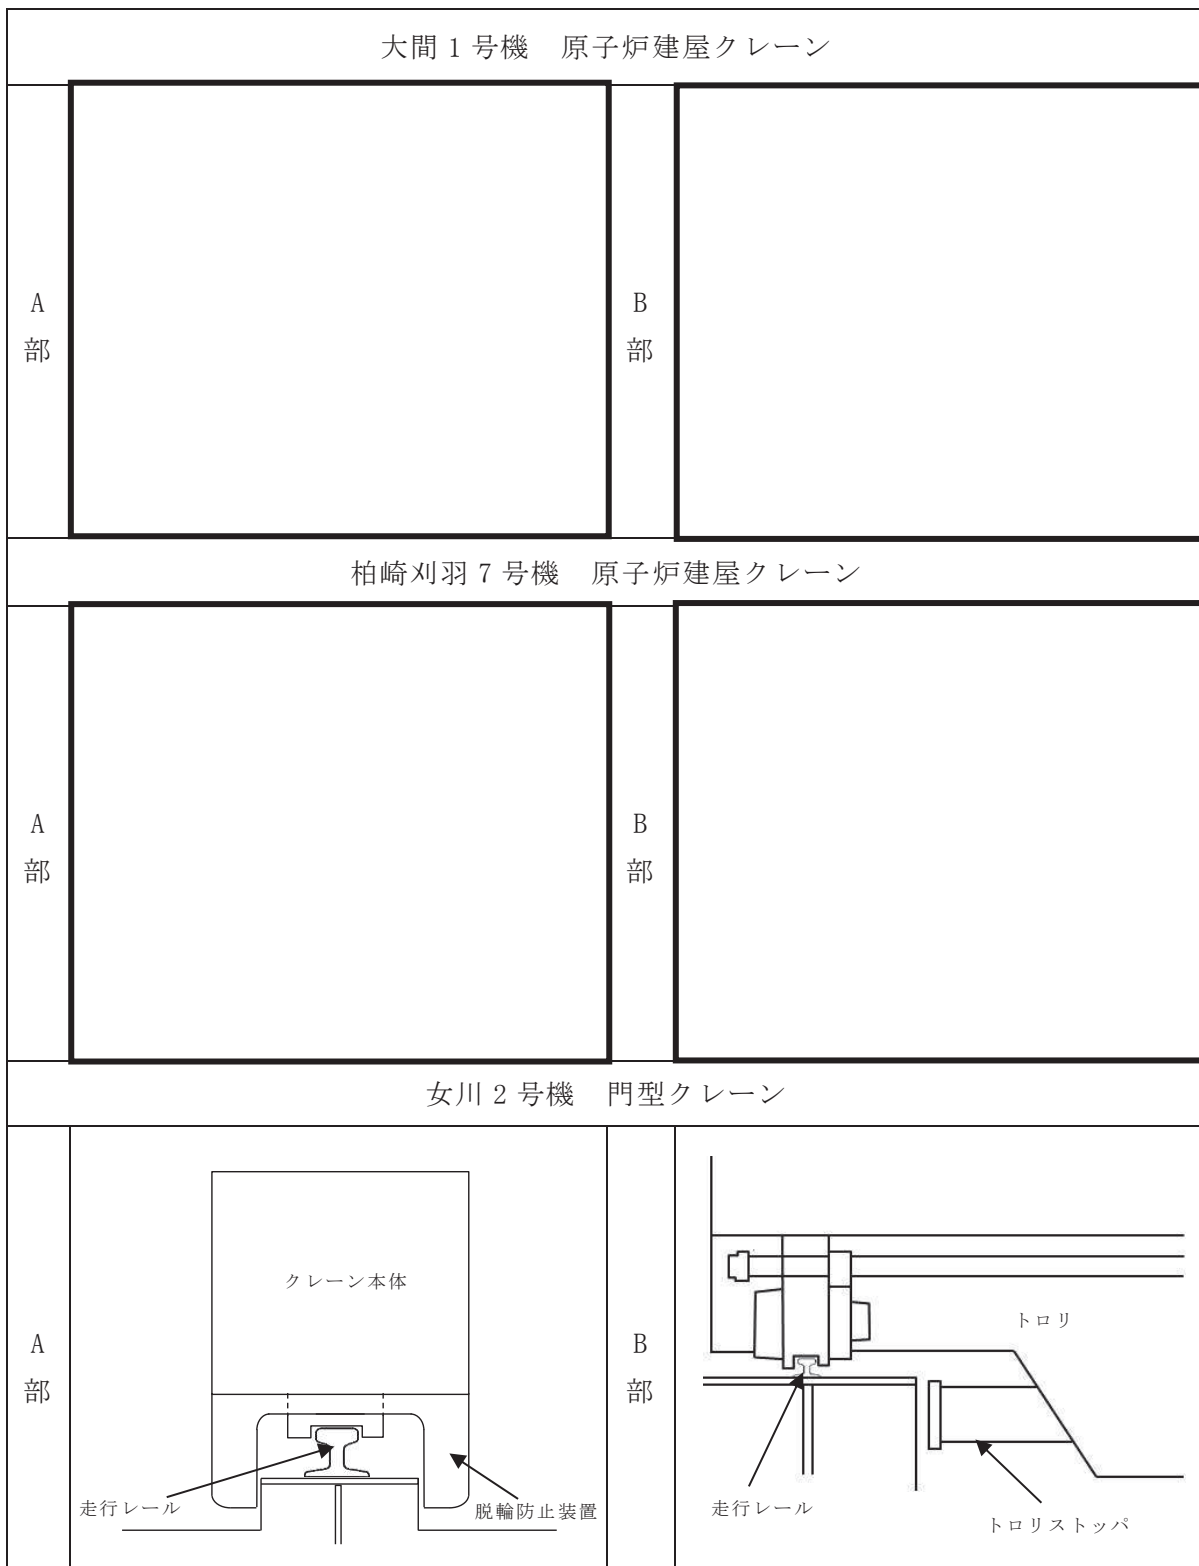 大間１号機　原子炉建屋クレーン
A
部
B
部
柏崎刈羽７号機　原子炉建屋クレーン
A
部
B
部
女川２号機　門型クレーン
A
部
クレーン本体
走行レール
脱輪防止装置
B
部
トロリ
走行レール
トロリストッパ